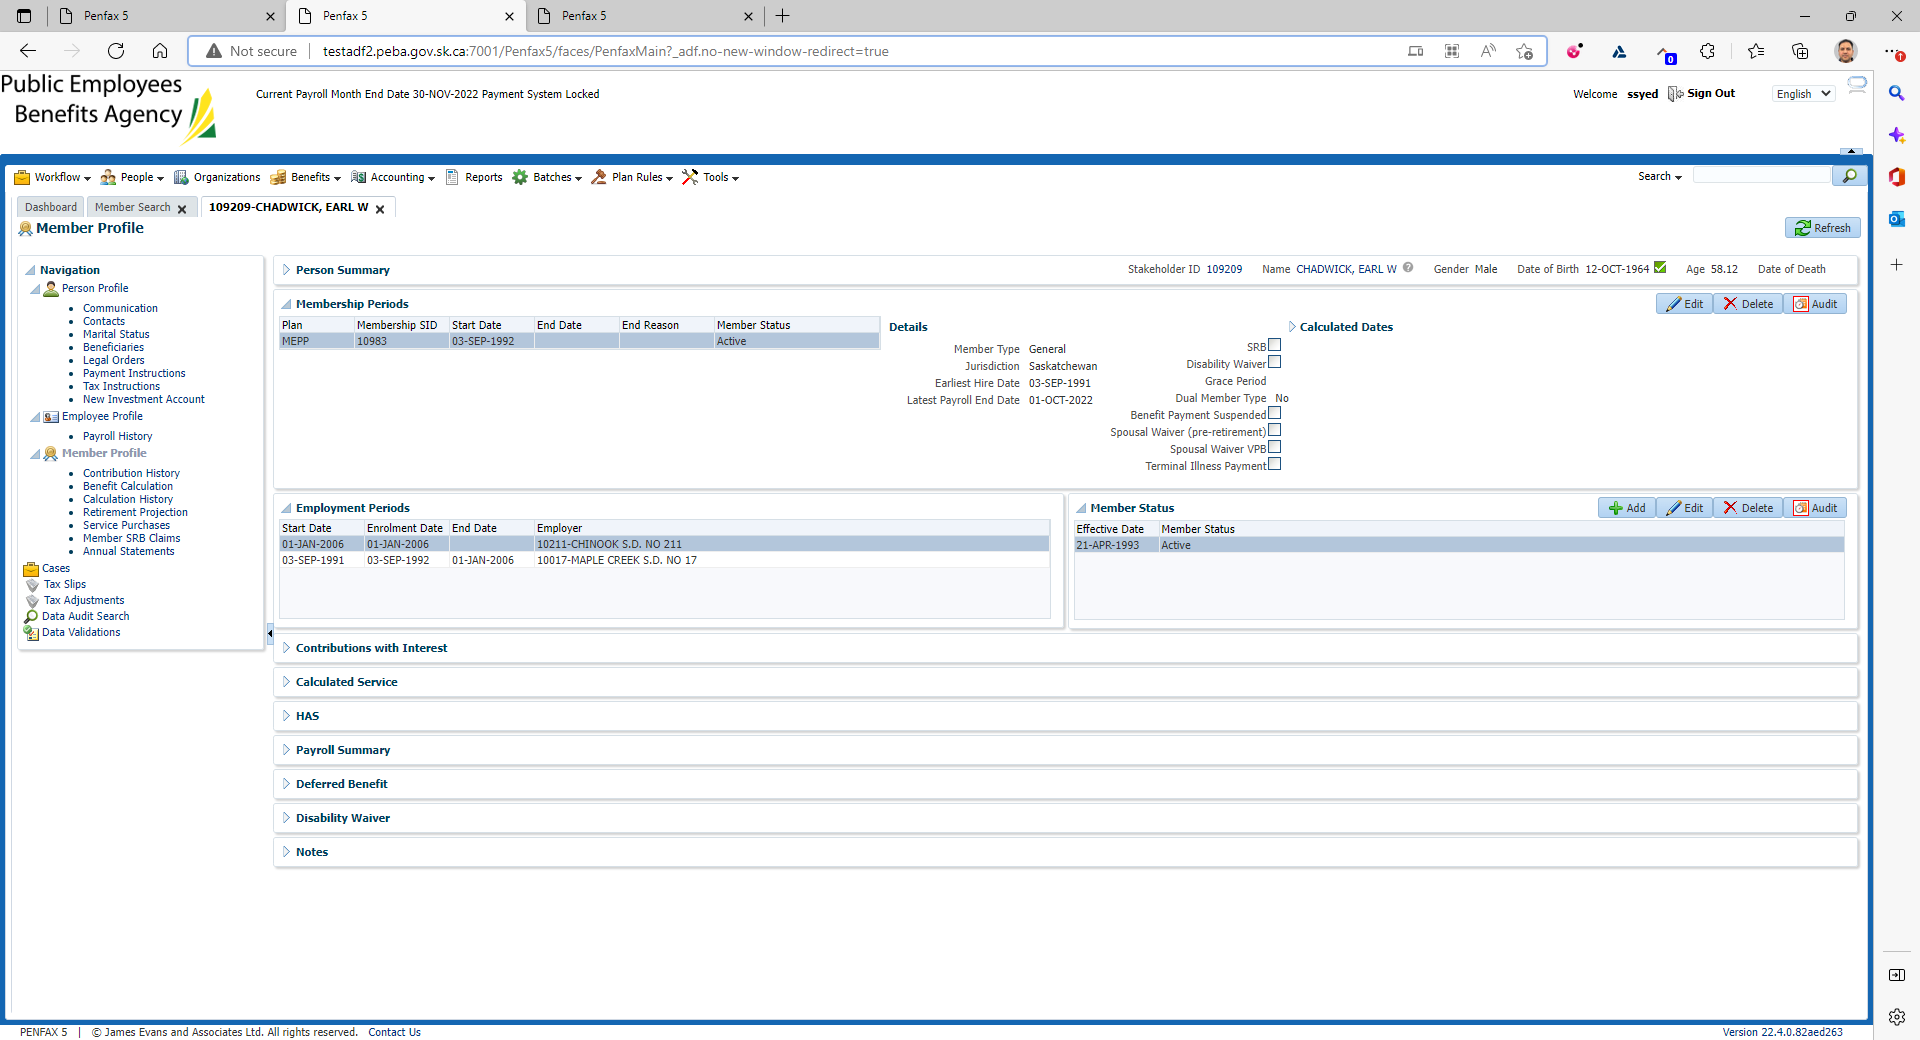 Penfax 5
Penfax 5
Penfax 5
Not secure
testadf2.peba.gov.sk.ca:7001/Penfax5/faces/PenfaxMain?_adf.no-new-window-redirect=true
0
Public Employees
Benefits Agency
Current Payroll Month End Date 30-NOV-2022 Payment System Locked
Welcome ssyed Sign Out
English
Workflow People Organizations Benefits Accounting Reports Batches Plan Rules Tools
Search
Dashboard Member Search 109209-CHADWICK, EARL W
Member Profile
Refresh
Navigation
Person Profile
Communication
Contacts
Marital Status
Beneficiaries
Legal Orders
Payment Instructions
Tax Instructions
New Investment Account
Employee Profile
Payroll History
Member Profile
Contribution History
Benefit Calculation
Calculation History
Retirement Projection
Service Purchases
Member SRB Claims
Annual Statements
Cases
Tax Slips
Tax Adjustments
Data Audit Search
Data Validations
Person Summary
Stakeholder ID 109209 Name CHADWICK, EARL W Gender Male Date of Birth 12-OCT-1964 Age 58.12 Date of Death
Membership Periods
Edit Delete Audit
Plan Membership SID Start Date End Date End Reason Member Status
MEPP 10983 03-SEP-1992 Active
Details
Member Type General
Jurisdiction Saskatchewan
Earliest Hire Date 03-SEP-1991
Latest Payroll End Date 01-OCT-2022
SRB
Disability Waiver
Grace Period
Dual Member Type No
Benefit Payment Suspended
Spousal Waiver (pre-retirement)
Spousal Waiver VPB
Terminal Illness Payment
Calculated Dates
Employment Periods
Start Date Enrolment Date End Date Employer
01-JAN-2006 01-JAN-2006 10211-CHINOOK S.D. NO 211
03-SEP-1991 03-SEP-1992 01-JAN-2006 10017-MAPLE CREEK S.D. NO 17
Member Status
Add Edit Delete Audit
Effective Date Member Status
21-APR-1993 Active
Contributions with Interest
Calculated Service
HAS
Payroll Summary
Deferred Benefit
Disability Waiver
Notes
PENFAX 5 | © James Evans and Associates Ltd. All rights reserved. Contact Us
Version 22.4.0.82aed263